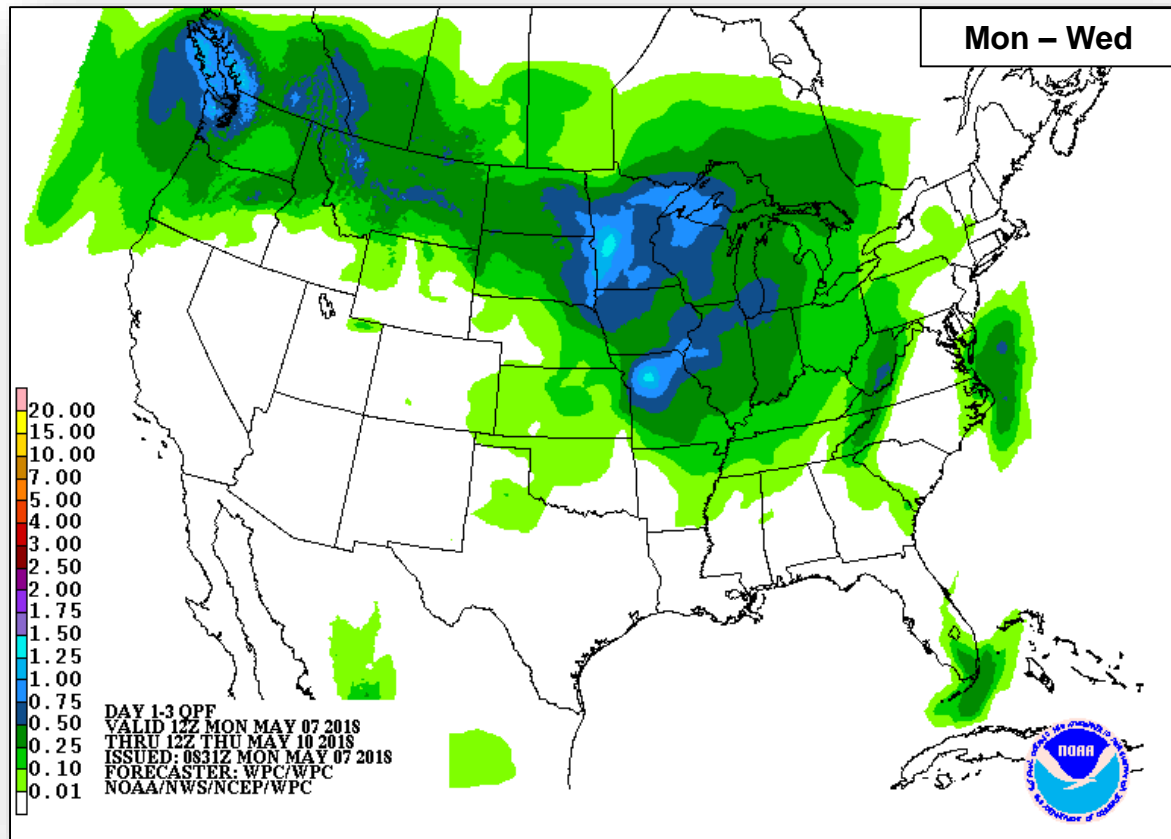 Mon – Wed
20.00
15.00
10.00
7.00
5.00
4.00
3.00
2.50
2.00
1.75
1.50
1.25
1.00
0.75
0.50
0.25
0.10
0.01
DAY 1-3 QPF
VALID 12Z MON MAY 07 2018
THRU 12Z THU MAY 10 2018
ISSUED: 0831Z MON MAY 07 2018
FORECASTER: WPC/WPC
NOAA/NWS/NCEP/WPC
NOAA